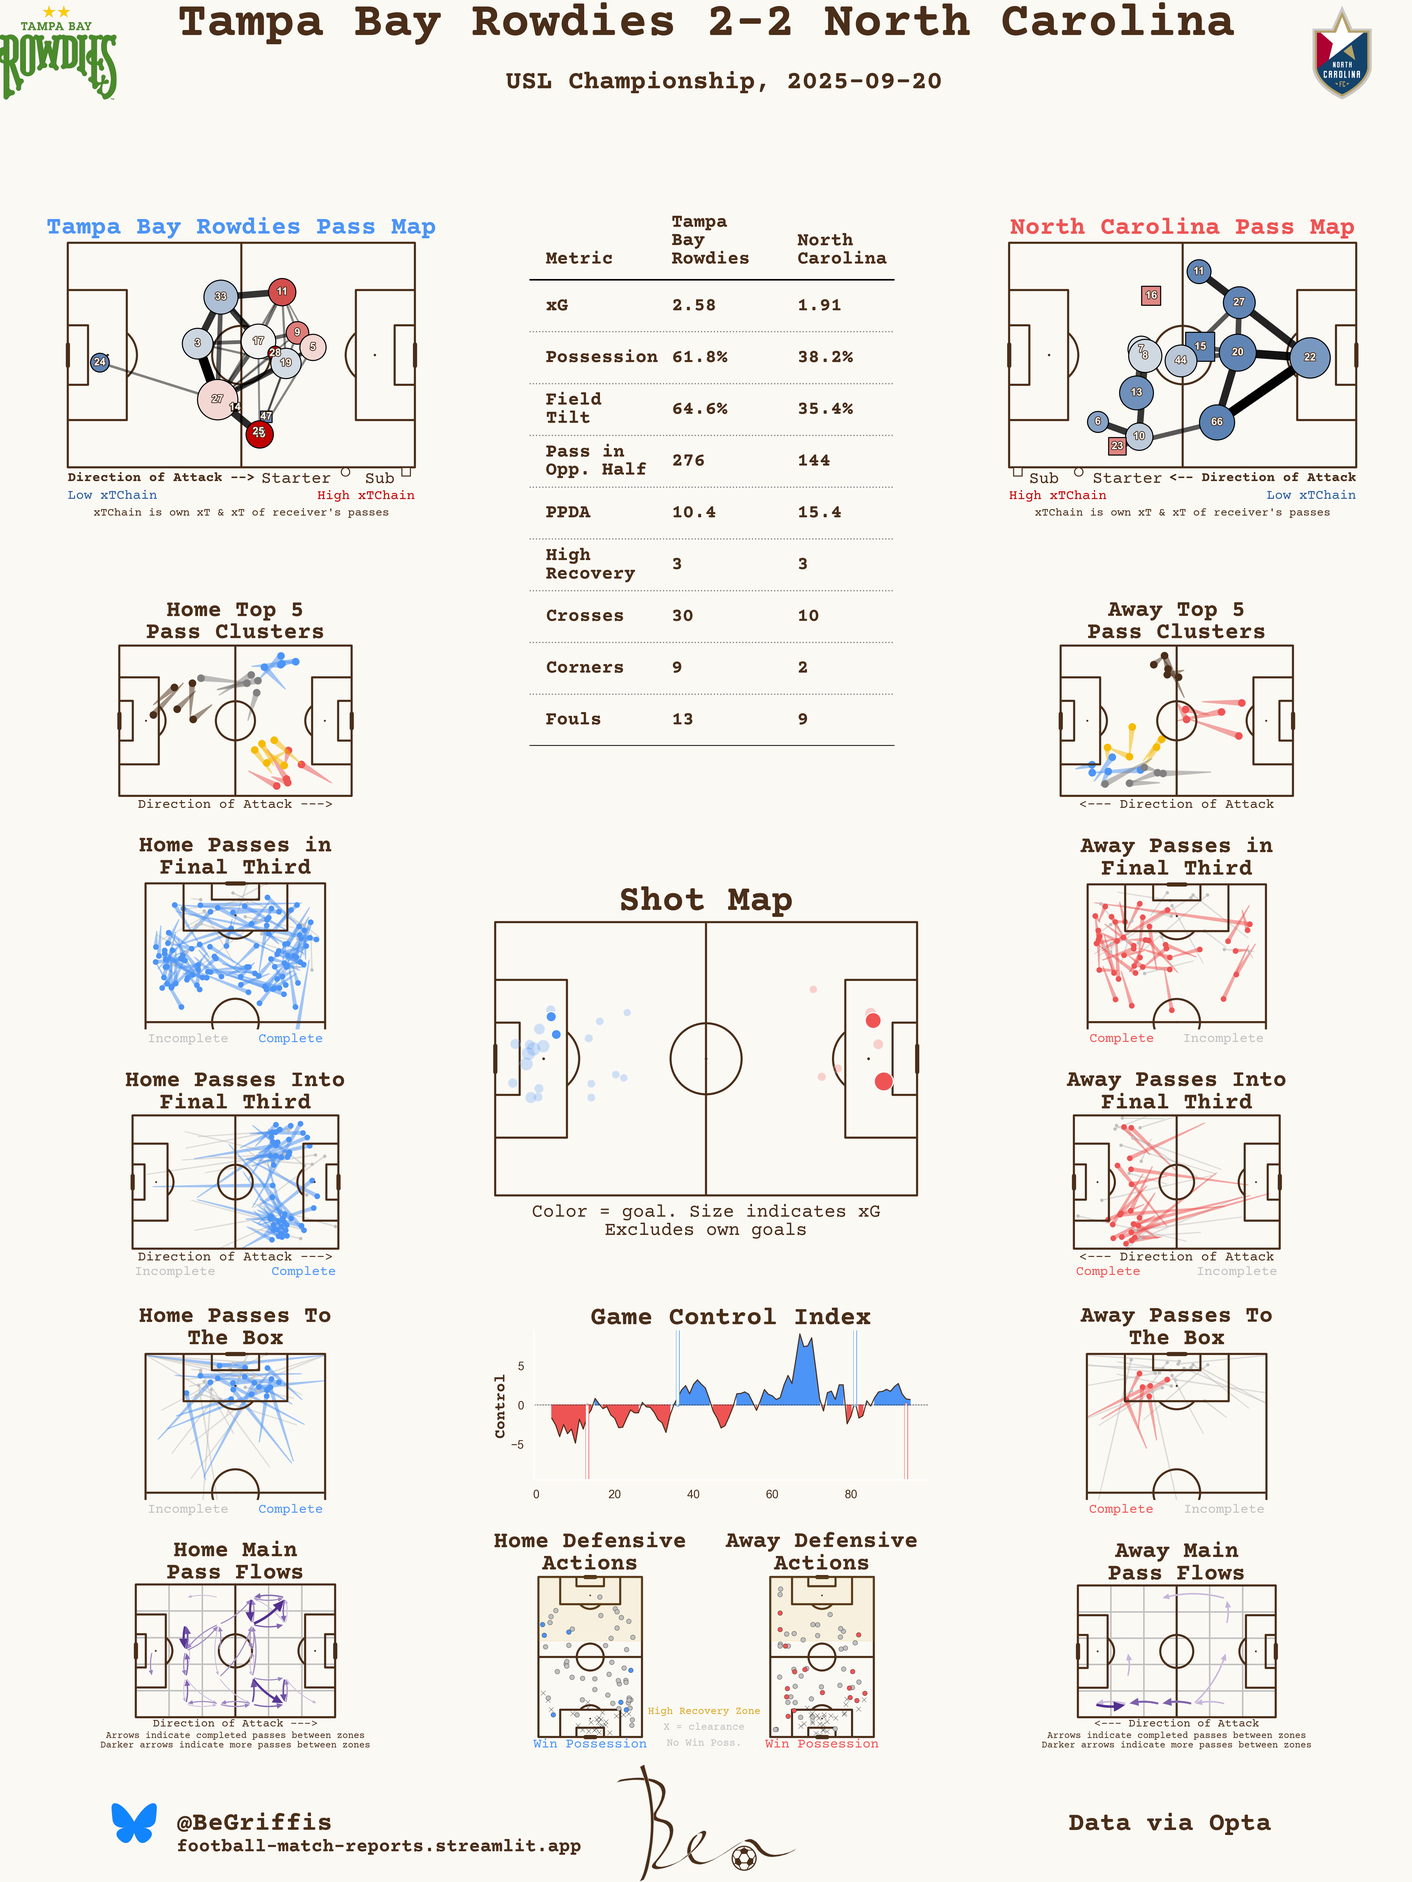 Tampa Bay Rowdies 2-2 North Carolina
USL Championship, 2025-09-20
TAMPA BAY
ROWDIES
NORTH
CAROLINA
FC
Tampa Bay Rowdies Pass Map
33
11
3
17
9
5
28
19
24
27
14
47
25
Direction of Attack --> Starter Sub
Low xTChain High xTChain
xTChain is own xT & xT of receiver's passes
Metric Tampa Bay Rowdies North Carolina
xG 2.58 1.91
Possession 61.8% 38.2%
Field Tilt 64.6% 35.4%
Pass in Opp. Half 276 144
PPDA 10.4 15.4
High Recovery 3 3
Crosses 30 10
Corners 9 2
Fouls 13 9
North Carolina Pass Map
11
16
27
7
8
15
44
20
22
13
6
10
66
23
Sub Starter <-- Direction of Attack
High xTChain Low xTChain
xTChain is own xT & xT of receiver's passes
Home Top 5
Pass Clusters
Direction of Attack --->
Away Top 5
Pass Clusters
<--- Direction of Attack
Home Passes in
Final Third
Incomplete Complete
Away Passes in
Final Third
Complete Incomplete
Shot Map
Color = goal. Size indicates xG
Excludes own goals
Home Passes Into
Final Third
Direction of Attack --->
Incomplete Complete
Away Passes Into
Final Third
<--- Direction of Attack
Complete Incomplete
Home Passes To
The Box
Incomplete Complete
Game Control Index
Control
5
0
−5
0 20 40 60 80
Away Passes To
The Box
Complete Incomplete
Home Main
Pass Flows
Direction of Attack --->
Arrows indicate completed passes between zones
Darker arrows indicate more passes between zones
Home Defensive
Actions
Win Possession
High Recovery Zone
X = clearance
No Win Poss.
Away Defensive
Actions
Win Possession
Away Main
Pass Flows
<--- Direction of Attack
Arrows indicate completed passes between zones
Darker arrows indicate more passes between zones
@BeGriffis
football-match-reports.streamlit.app
Ben
Data via Opta